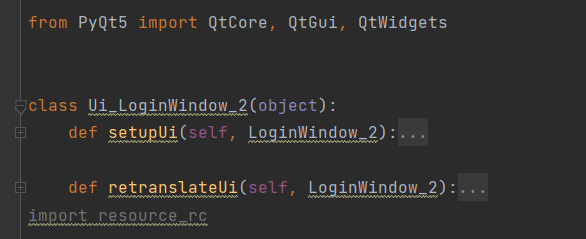 from PyQt5 import QtCore, QtGui, QtWidgets
class Ui_LoginWindow_2(object):
def setupUi(self, LoginWindow_2):...
def retranslateUi(self, LoginWindow_2):...
import resource_rc